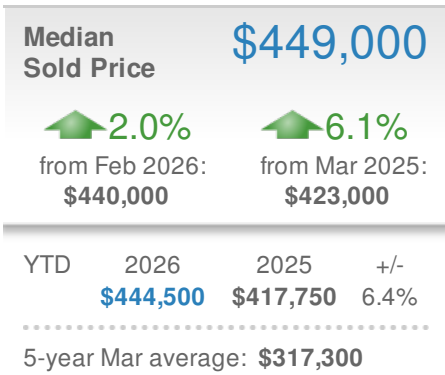 Median
Sold Price
$449,000
2.0%
from Feb 2026:
$440,000
6.1%
from Mar 2025:
$423,000
YTD 2026 2025 +/-
$444,500 $417,750 6.4%
5-year Mar average: $317,300